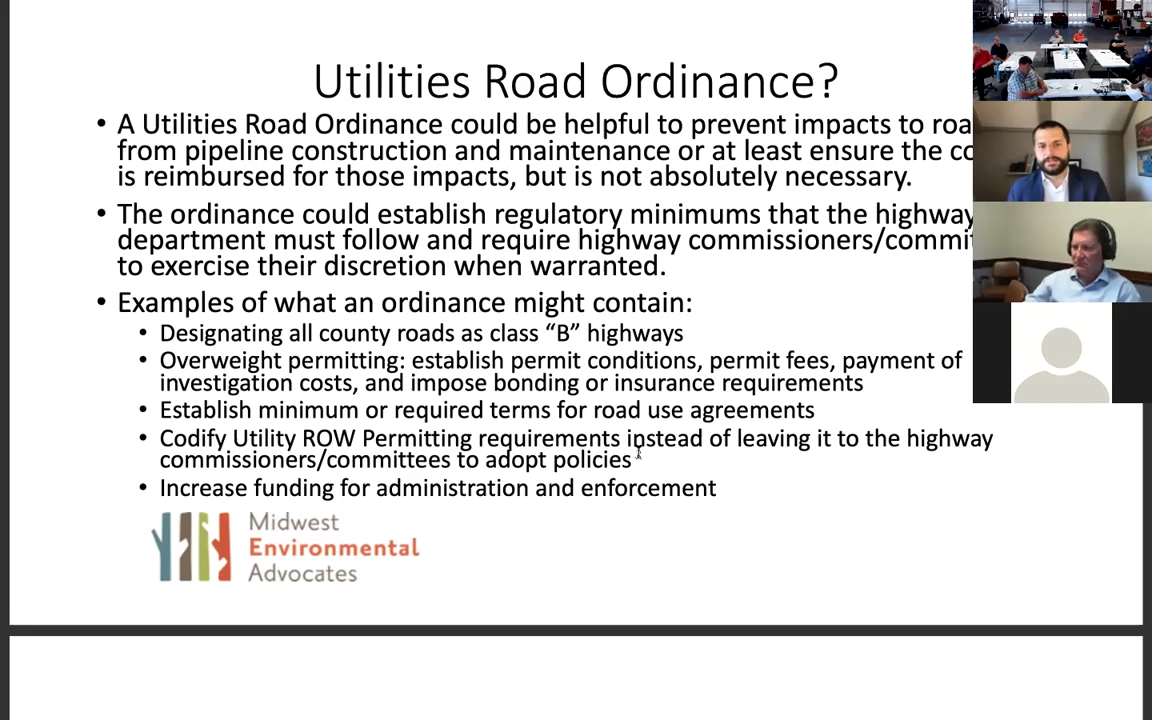 Utilities Road Ordinance?
• A Utilities Road Ordinance could be helpful to prevent impacts to
from pipeline construction and maintenance or at least ensure the
is reimbursed for those impacts, but is not absolutely necessary.
• The ordinance could establish regulatory minimums that the highway
department must follow and require highway
to exercise their discretion when warranted.
• Examples of what an ordinance might contain:
• Designating all county roads as class “B” highways
• Overweight permitting: establish permit conditions, permit fees, payment of
investigation costs, and impose bonding or insurance requirements
• Establish minimum or required terms for road use agreements
• Codify Utility ROW Permitting requirements instead of leaving it to the highway
commissioners/committees to adopt policies
• Increase funding for administration and enforcement
Midwest
Environmental
Advocates